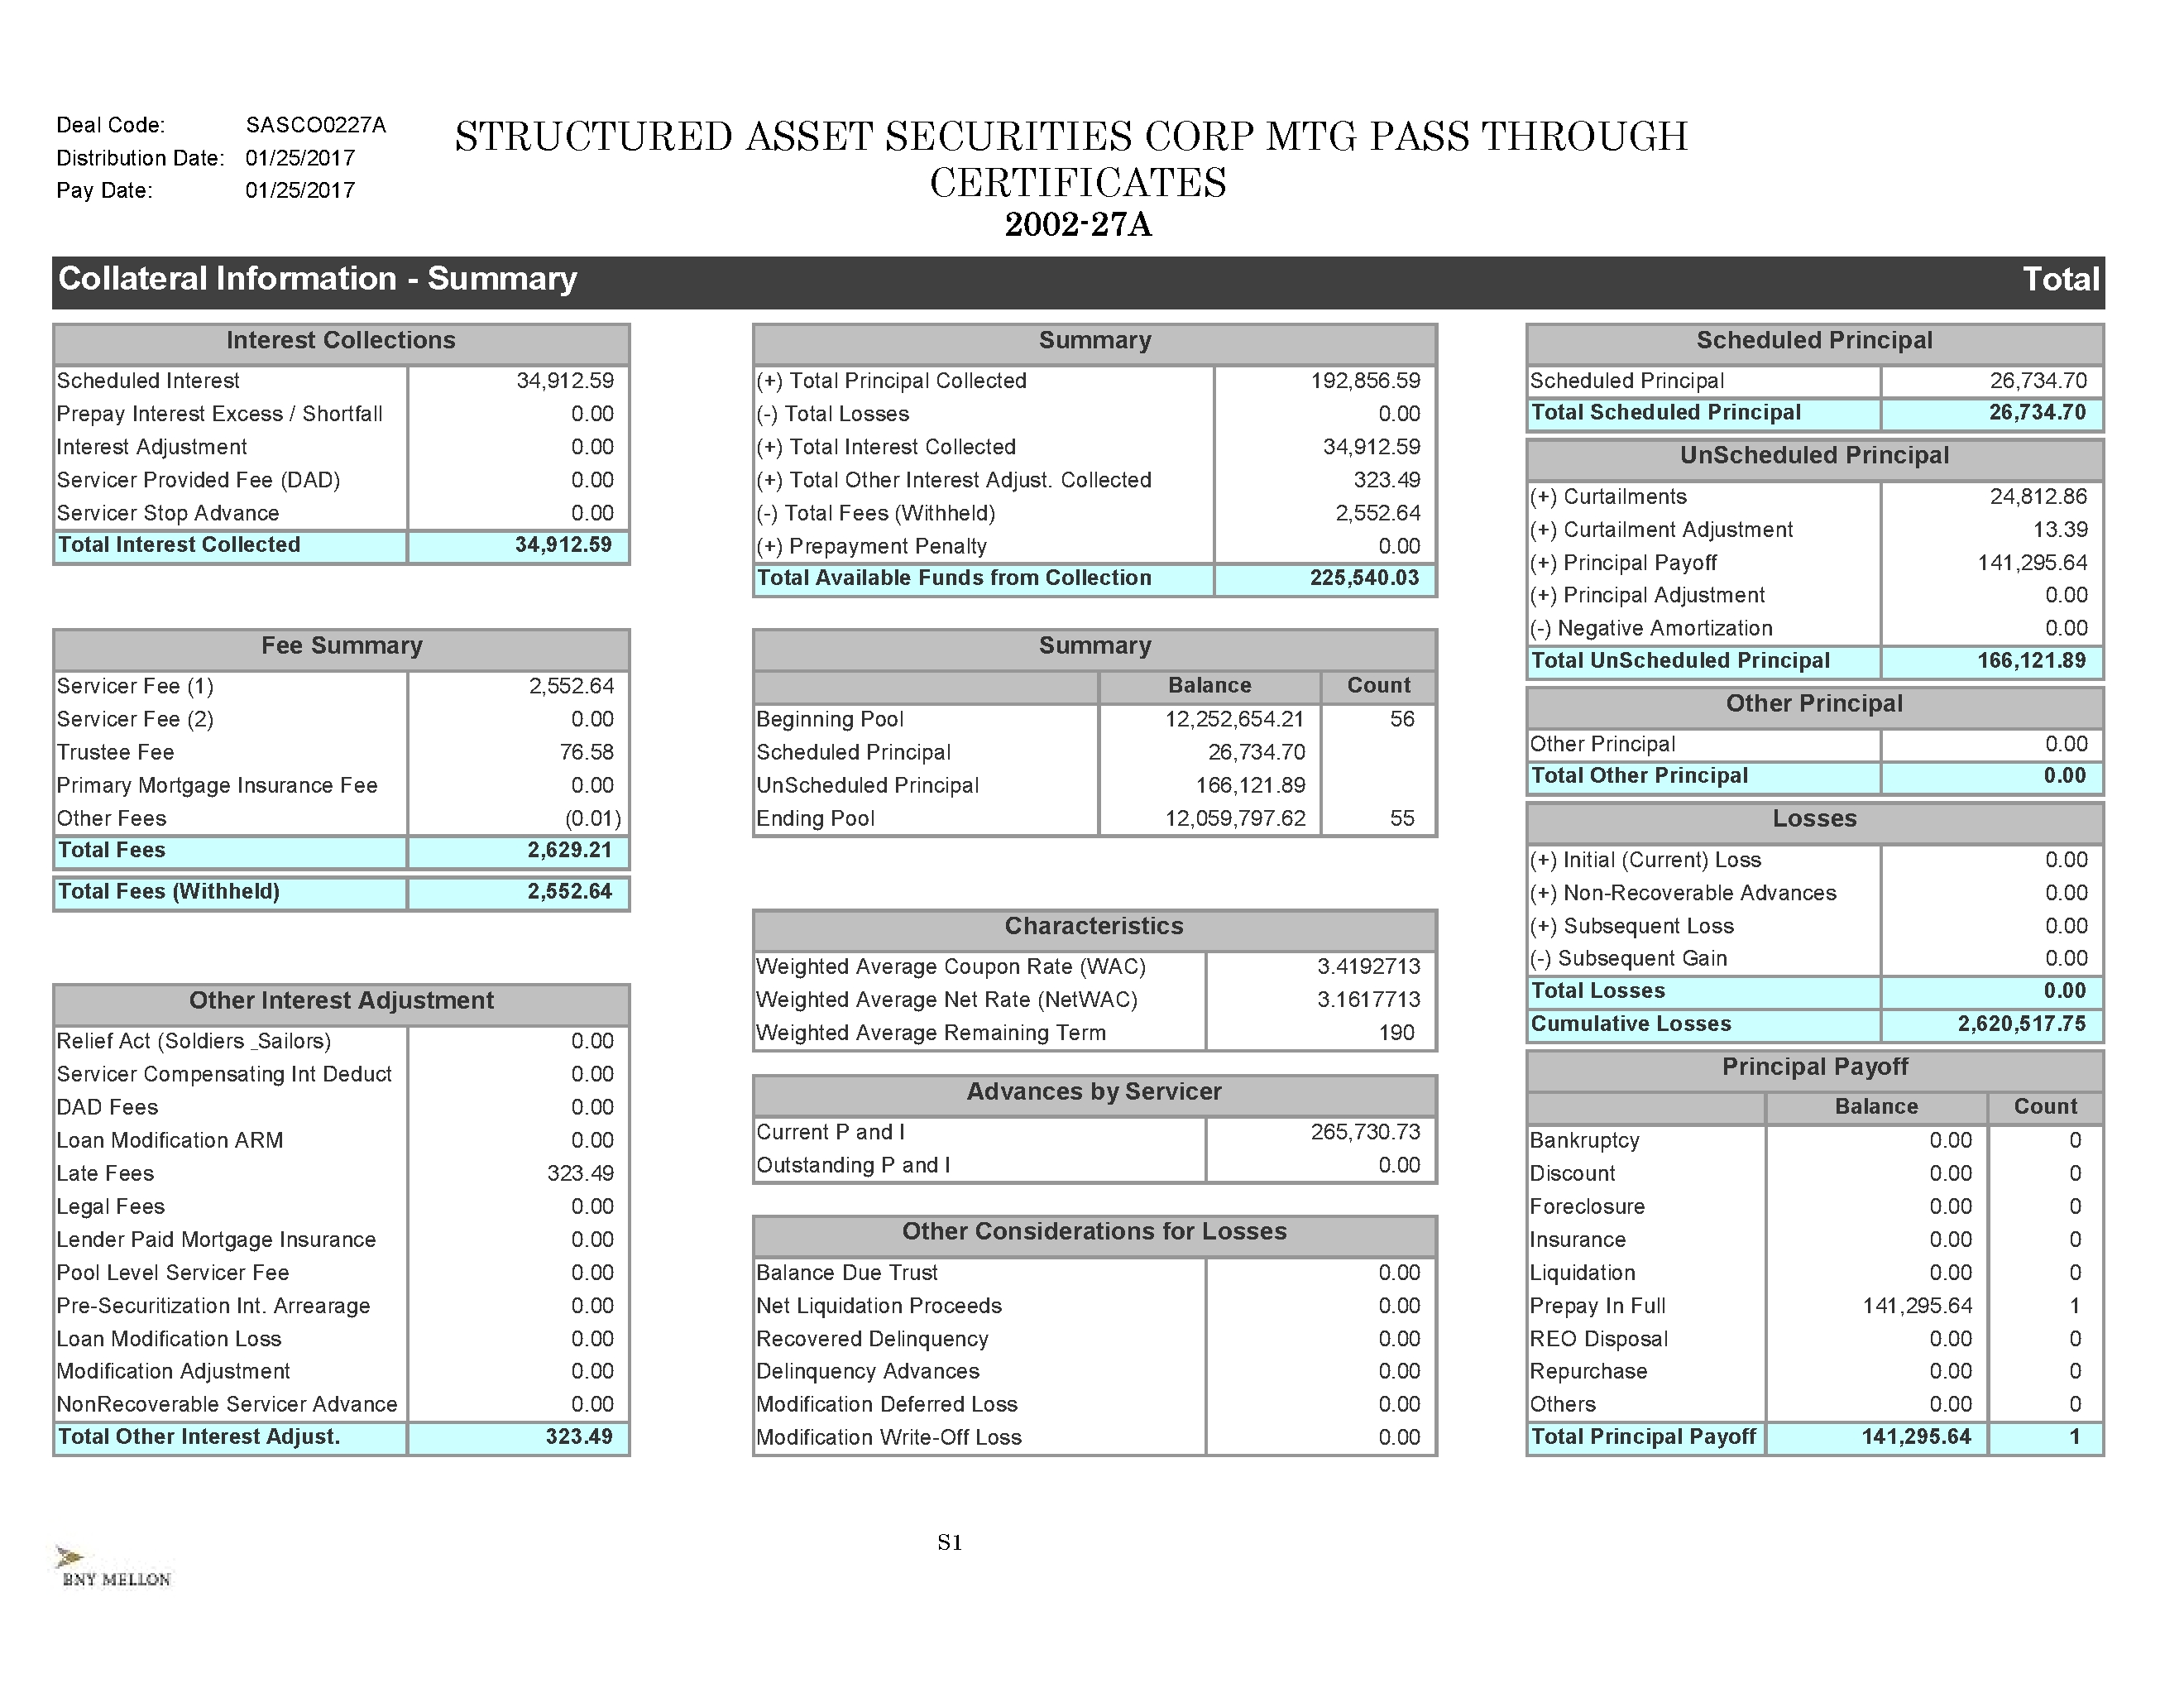 Deal Code: SASCO0227A
Distribution Date: 01/25/2017
Pay Date: 01/25/2017
STRUCTURED ASSET SECURITIES CORP MTG PASS THROUGH
CERTIFICATES
2002-27A
Collateral Information - Summary Total
Interest Collections
Scheduled Interest 34,912.59
Prepay Interest Excess / Shortfall 0.00
Interest Adjustment 0.00
Servicer Provided Fee (DAD) 0.00
Servicer Stop Advance 0.00
Total Interest Collected 34,912.59
Fee Summary
Servicer Fee (1) 2,552.64
Servicer Fee (2) 0.00
Trustee Fee 76.58
Primary Mortgage Insurance Fee 0.00
Other Fees (0.01)
Total Fees 2,629.21
Total Fees (Withheld) 2,552.64
Other Interest Adjustment
Relief Act (Soldiers _Sailors) 0.00
Servicer Compensating Int Deduct 0.00
DAD Fees 0.00
Loan Modification ARM 0.00
Late Fees 323.49
Legal Fees 0.00
Lender Paid Mortgage Insurance 0.00
Pool Level Servicer Fee 0.00
Pre-Securitization Int. Arrearage 0.00
Loan Modification Loss 0.00
Modification Adjustment 0.00
NonRecoverable Servicer Advance 0.00
Total Other Interest Adjust. 323.49
Summary
(+) Total Principal Collected 192,856.59
(-) Total Losses 0.00
(+) Total Interest Collected 34,912.59
(+) Total Other Interest Adjust. Collected 323.49
(-) Total Fees (Withheld) 2,552.64
(+) Prepayment Penalty 0.00
Total Available Funds from Collection 225,540.03
Summary
Balance Count
Beginning Pool 12,252,654.21 56
Scheduled Principal 26,734.70
UnScheduled Principal 166,121.89
Ending Pool 12,059,797.62 55
Characteristics
Weighted Average Coupon Rate (WAC) 3.4192713
Weighted Average Net Rate (NetWAC) 3.1617713
Weighted Average Remaining Term 190
Advances by Servicer
Current P and I 265,730.73
Outstanding P and I 0.00
Other Considerations for Losses
Balance Due Trust 0.00
Net Liquidation Proceeds 0.00
Recovered Delinquency 0.00
Delinquency Advances 0.00
Modification Deferred Loss 0.00
Modification Write-Off Loss 0.00
Scheduled Principal
Scheduled Principal 26,734.70
Total Scheduled Principal 26,734.70
UnScheduled Principal
(+) Curtailments 24,812.86
(+) Curtailment Adjustment 13.39
(+) Principal Payoff 141,295.64
(+) Principal Adjustment 0.00
(-) Negative Amortization 0.00
Total UnScheduled Principal 166,121.89
Other Principal
Other Principal 0.00
Total Other Principal 0.00
Losses
(+) Initial (Current) Loss 0.00
(+) Non-Recoverable Advances 0.00
(+) Subsequent Loss 0.00
(-) Subsequent Gain 0.00
Total Losses 0.00
Cumulative Losses 2,620,517.75
Principal Payoff
Balance Count
Bankruptcy 0.00 0
Discount 0.00 0
Foreclosure 0.00 0
Insurance 0.00 0
Liquidation 0.00 0
Prepay In Full 141,295.64 1
REO Disposal 0.00 0
Repurchase 0.00 0
Others 0.00 0
Total Principal Payoff 141,295.64 1
S1
BNY MELLON